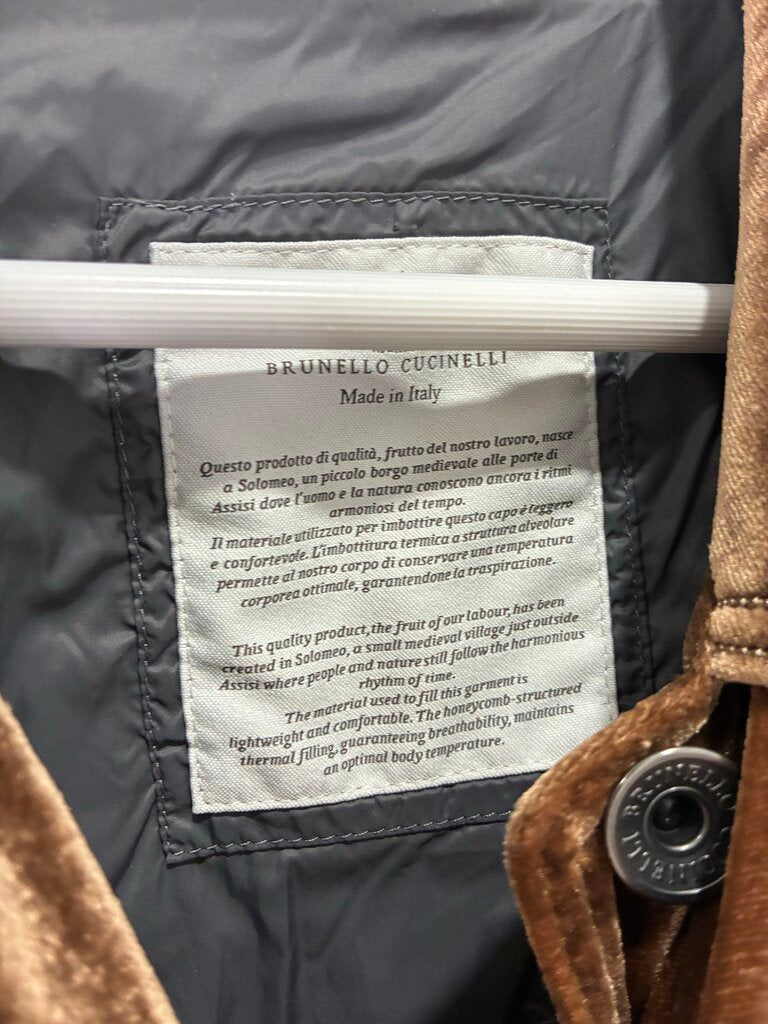 BRUNELLO CUCINELLI
Made in Italy
Questo prodotto di qualità, frutto del nostro lavoro, nasce
a Solomeo, un piccolo borgo medievale alle porte di
Assisi dove l'uomo e la natura conoscono ancora i ritmi
armoniosi del tempo.
Il materiale utilizzato per imbottire questo capo è leggero
e confortevole. L'imbottitura termica a struttura alveolare
permette al nostro corpo di conservare una temperatura
corporea ottimale, garantendone la traspirazione.
This quality product, the fruit of our labour, has been
created in Solomeo, a small medieval village just outside
Assisi where people and nature still follow the harmonious
rhythm of time.
The material used to fill this garment is
lightweight and comfortable. The honeycomb-structured
thermal filling, guaranteeing breathability, maintains
an optimal body temperature.
BRUNELLO